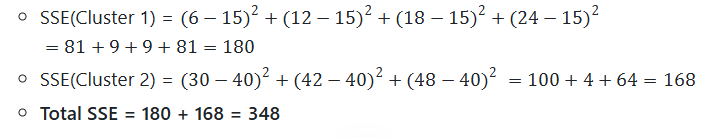 ○ SSE(Cluster 1) = (6 – 15)² + (12 – 15)² + (18 – 15)² + (24 – 15)²
= 81 + 9 + 9 + 81 = 180
○ SSE(Cluster 2) = (30 – 40)² + (42 – 40)² + (48 – 40)² = 100 + 4 + 64 = 168
○ Total SSE = 180 + 168 = 348